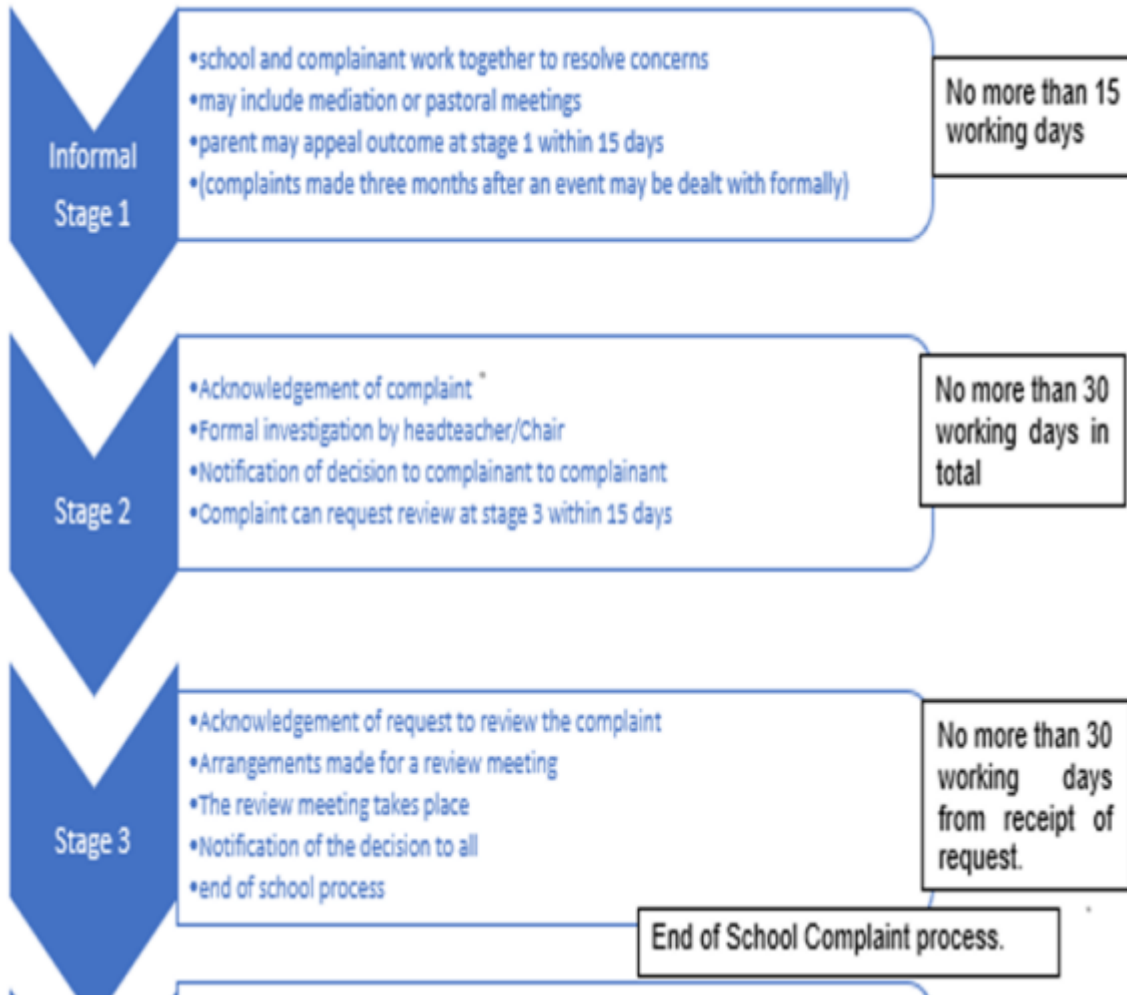 Informal
Stage 1
•school and complainant work together to resolve concerns
•may include mediation or pastoral meetings
•parent may appeal outcome at stage 1 within 15 days
•(complaints made three months after an event may be dealt with formally)
No more than 15
working days
Stage 2
•Acknowledgement of complaint
•Formal investigation by headteacher/Chair
•Notification of decision to complainant to complainant
•Complaint can request review at stage 3 within 15 days
No more than 30
working days in
total
Stage 3
•Acknowledgement of request to review the complaint
•Arrangements made for a review meeting
•The review meeting takes place
•Notification of the decision to all
•end of school process
No more than 30
working days
from receipt of
request.
End of School Complaint process.